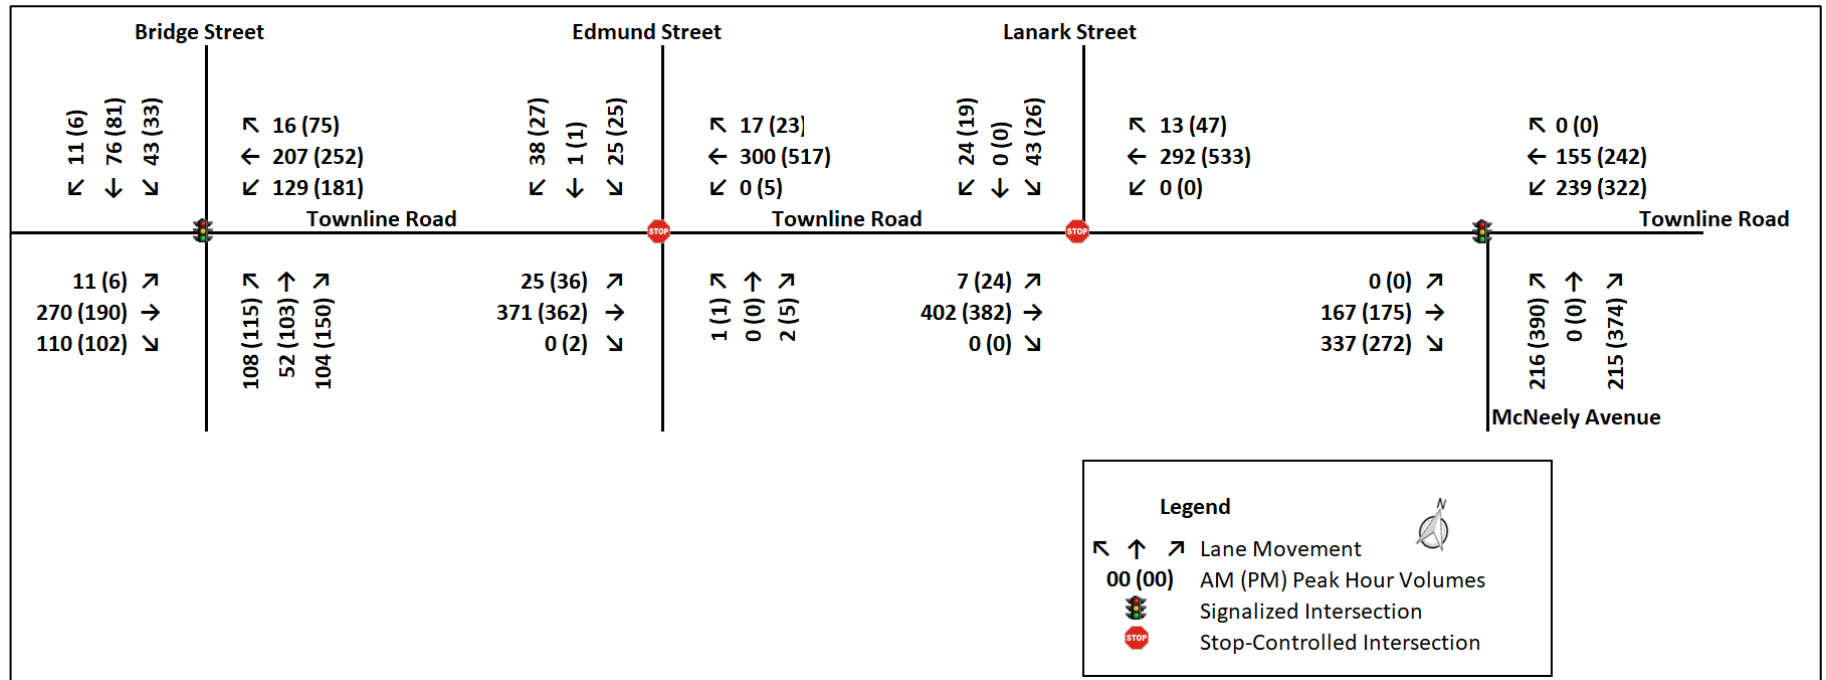 Bridge Street
Edmund Street
Lanark Street
11 (6)
76 (81)
43 (33)
16 (75)
207 (252)
129 (181)
38 (27)
1 (1)
25 (25)
17 (23)
300 (517)
0 (5)
24 (19)
0 (0)
43 (26)
13 (47)
292 (533)
0 (0)
0 (0)
155 (242)
239 (322)
Townline Road
Townline Road
Townline Road
STOP
STOP
11 (6)
270 (190)
110 (102)
108 (115)
52 (103)
104 (150)
25 (36)
371 (362)
0 (2)
1 (1)
0 (0)
2 (5)
7 (24)
402 (382)
0 (0)
0 (0)
167 (175)
337 (272)
216 (390)
0 (0)
215 (374)
McNeely Avenue
Legend
N
Lane Movement
00 (00) AM (PM) Peak Hour Volumes
Signalized Intersection
STOP Stop-Controlled Intersection